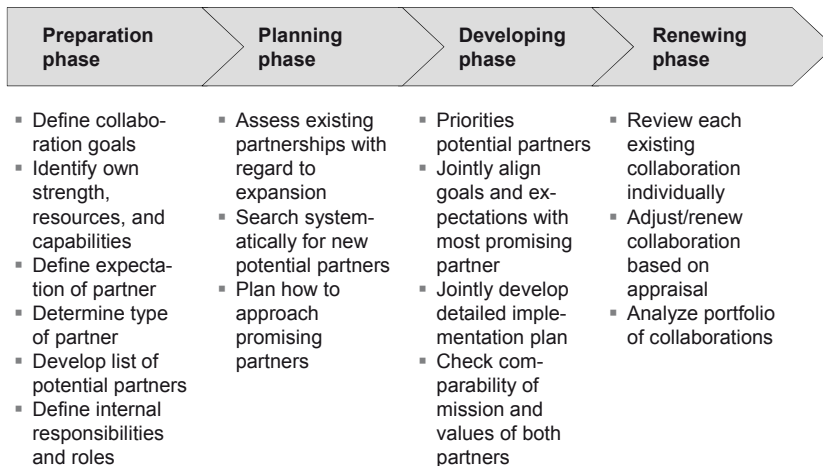 Preparation
phase
Planning
phase
Developing
phase
Renewing
phase
▪ Define collabo-
ration goals
▪ Identify own
strength,
resources, and
capabilities
▪ Define expecta-
tion of partner
▪ Determine type
of partner
▪ Develop list of
potential partners
▪ Define internal
responsibilities
and roles
▪ Assess existing
partnerships with
regard to
expansion
▪ Search system-
atically for new
potential partners
▪ Plan how to
approach
promising
partners
▪ Priorities
potential partners
▪ Jointly align
goals and ex-
pectations with
most promising
partner
▪ Jointly develop
detailed imple-
mentation plan
▪ Check com-
parability of
mission and
values of both
partners
▪ Review each
existing
collaboration
individually
▪ Adjust/renew
collaboration
based on
appraisal
▪ Analyze portfolio
of collaborations